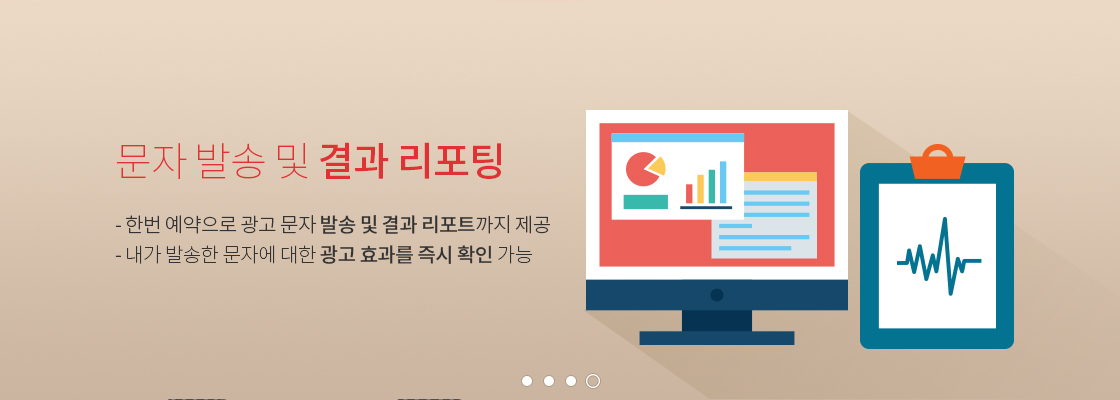 문자 발송 및 결과 리포팅
- 한번 예약으로 광고 문자 발송 및 결과 리포트까지 제공
- 내가 발송한 문자에 대한 광고 효과를 즉시 확인 가능